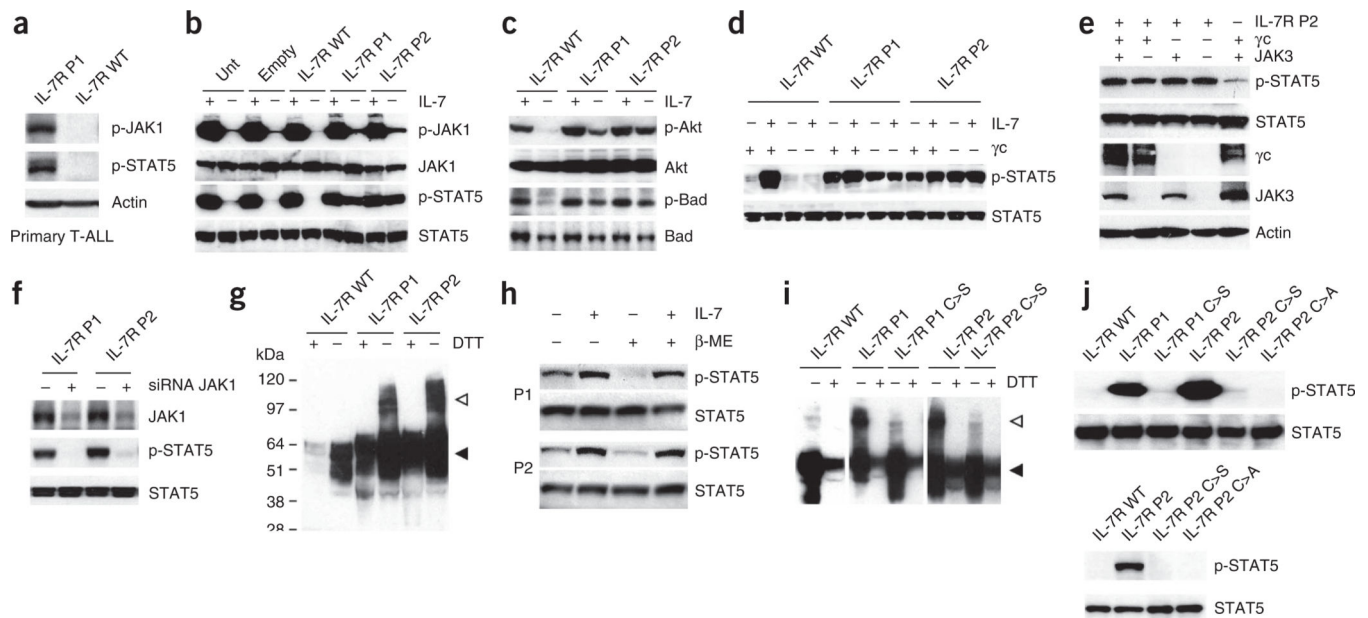 a
IL-7R P1
IL-7R WT
p-JAK1
p-STAT5
Actin
Primary T-ALL
b
Unt
Empty
IL-7R WT
IL-7R P1
IL-7R P2
+ – + – + – + – + – IL-7
p-JAK1
JAK1
p-STAT5
STAT5
c
IL-7R WT
IL-7R P1
IL-7R P2
+ – + – + – IL-7
p-Akt
Akt
p-Bad
Bad
d
IL-7R WT
IL-7R P1
IL-7R P2
– + – + – + – + – + – + IL-7
+ + – – + + – – + + – – γc
p-STAT5
STAT5
e
+ + + + – IL-7R P2
+ + – – + γc
+ – + – + JAK3
p-STAT5
STAT5
γc
JAK3
Actin
f
IL-7R P1
IL-7R P2
– + – + siRNA JAK1
JAK1
p-STAT5
STAT5
g
IL-7R WT
IL-7R P1
IL-7R P2
+ – + – + – DTT
kDa
120
97
64
51
38
28
h
– + – + IL-7
– – + + β-ME
P1
p-STAT5
STAT5
P2
p-STAT5
STAT5
i
IL-7R WT
IL-7R P1
IL-7R P1 C>S
IL-7R P2
IL-7R P2 C>S
– + – + – + – + – + DTT
j
IL-7R WT
IL-7R P1
IL-7R P1 C>S
IL-7R P2
IL-7R P2 C>S
IL-7R P2 C>A
p-STAT5
STAT5
IL-7R WT
IL-7R P2
IL-7R P2 C>S
IL-7R P2 C>A
p-STAT5
STAT5